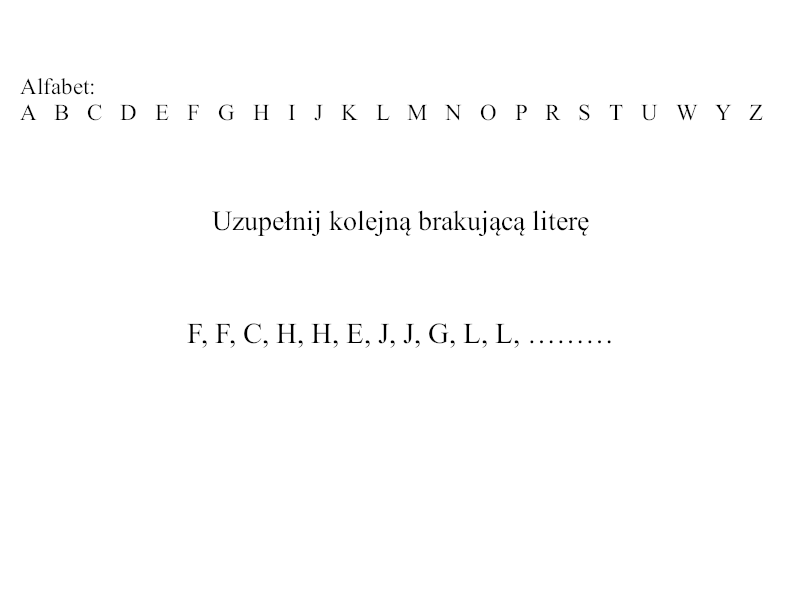 Alfabet:
A B C D E F G H I J K L M N O P R S T U W Y Z
Uzupełnij kolejną brakującą literę
F, F, C, H, H, E, J, J, G, L, L, ………